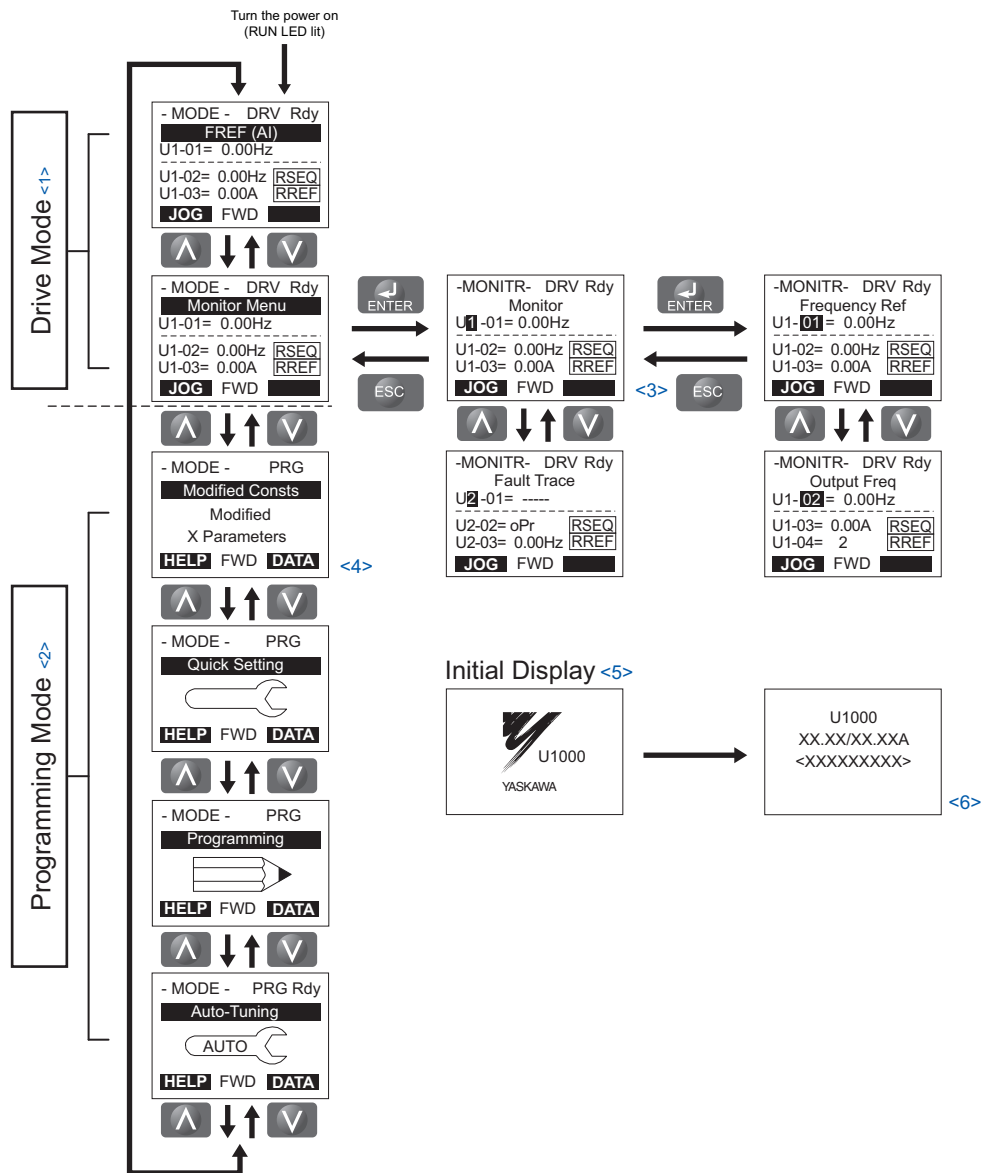 Turn the power on
(RUN LED lit)
Drive Mode <1>
- MODE - DRV Rdy
FREF (AI)
U1-01= 0.00Hz
U1-02= 0.00Hz RSEQ
U1-03= 0.00A RREF
JOG FWD
- MODE - DRV Rdy
Monitor Menu
U1-01= 0.00Hz
U1-02= 0.00Hz RSEQ
U1-03= 0.00A RREF
JOG FWD
ENTER
ESC
-MONITR- DRV Rdy
Monitor
U1 -01= 0.00Hz
U1-02= 0.00Hz RSEQ
U1-03= 0.00A RREF
JOG FWD
<3>
ENTER
ESC
-MONITR- DRV Rdy
Frequency Ref
U1- 01 = 0.00Hz
U1-02= 0.00Hz RSEQ
U1-03= 0.00A RREF
JOG FWD
-MONITR- DRV Rdy
Fault Trace
U2 -01= -----
U2-02= oPr RSEQ
U2-03= 0.00Hz RREF
JOG FWD
-MONITR- DRV Rdy
Output Freq
U1- 02 = 0.00Hz
U1-03= 0.00A RSEQ
U1-04= 2 RREF
JOG FWD
Programming Mode <2>
- MODE - PRG
Modified Consts
Modified
X Parameters
HELP FWD DATA
<4>
- MODE - PRG
Quick Setting
HELP FWD DATA
- MODE - PRG
Programming
HELP FWD DATA
- MODE - PRG Rdy
Auto-Tuning
AUTO
HELP FWD DATA
Initial Display <5>
U1000
YASKAWA
U1000
XX.XX/XX.XXA
<XXXXXXXXX>
<6>